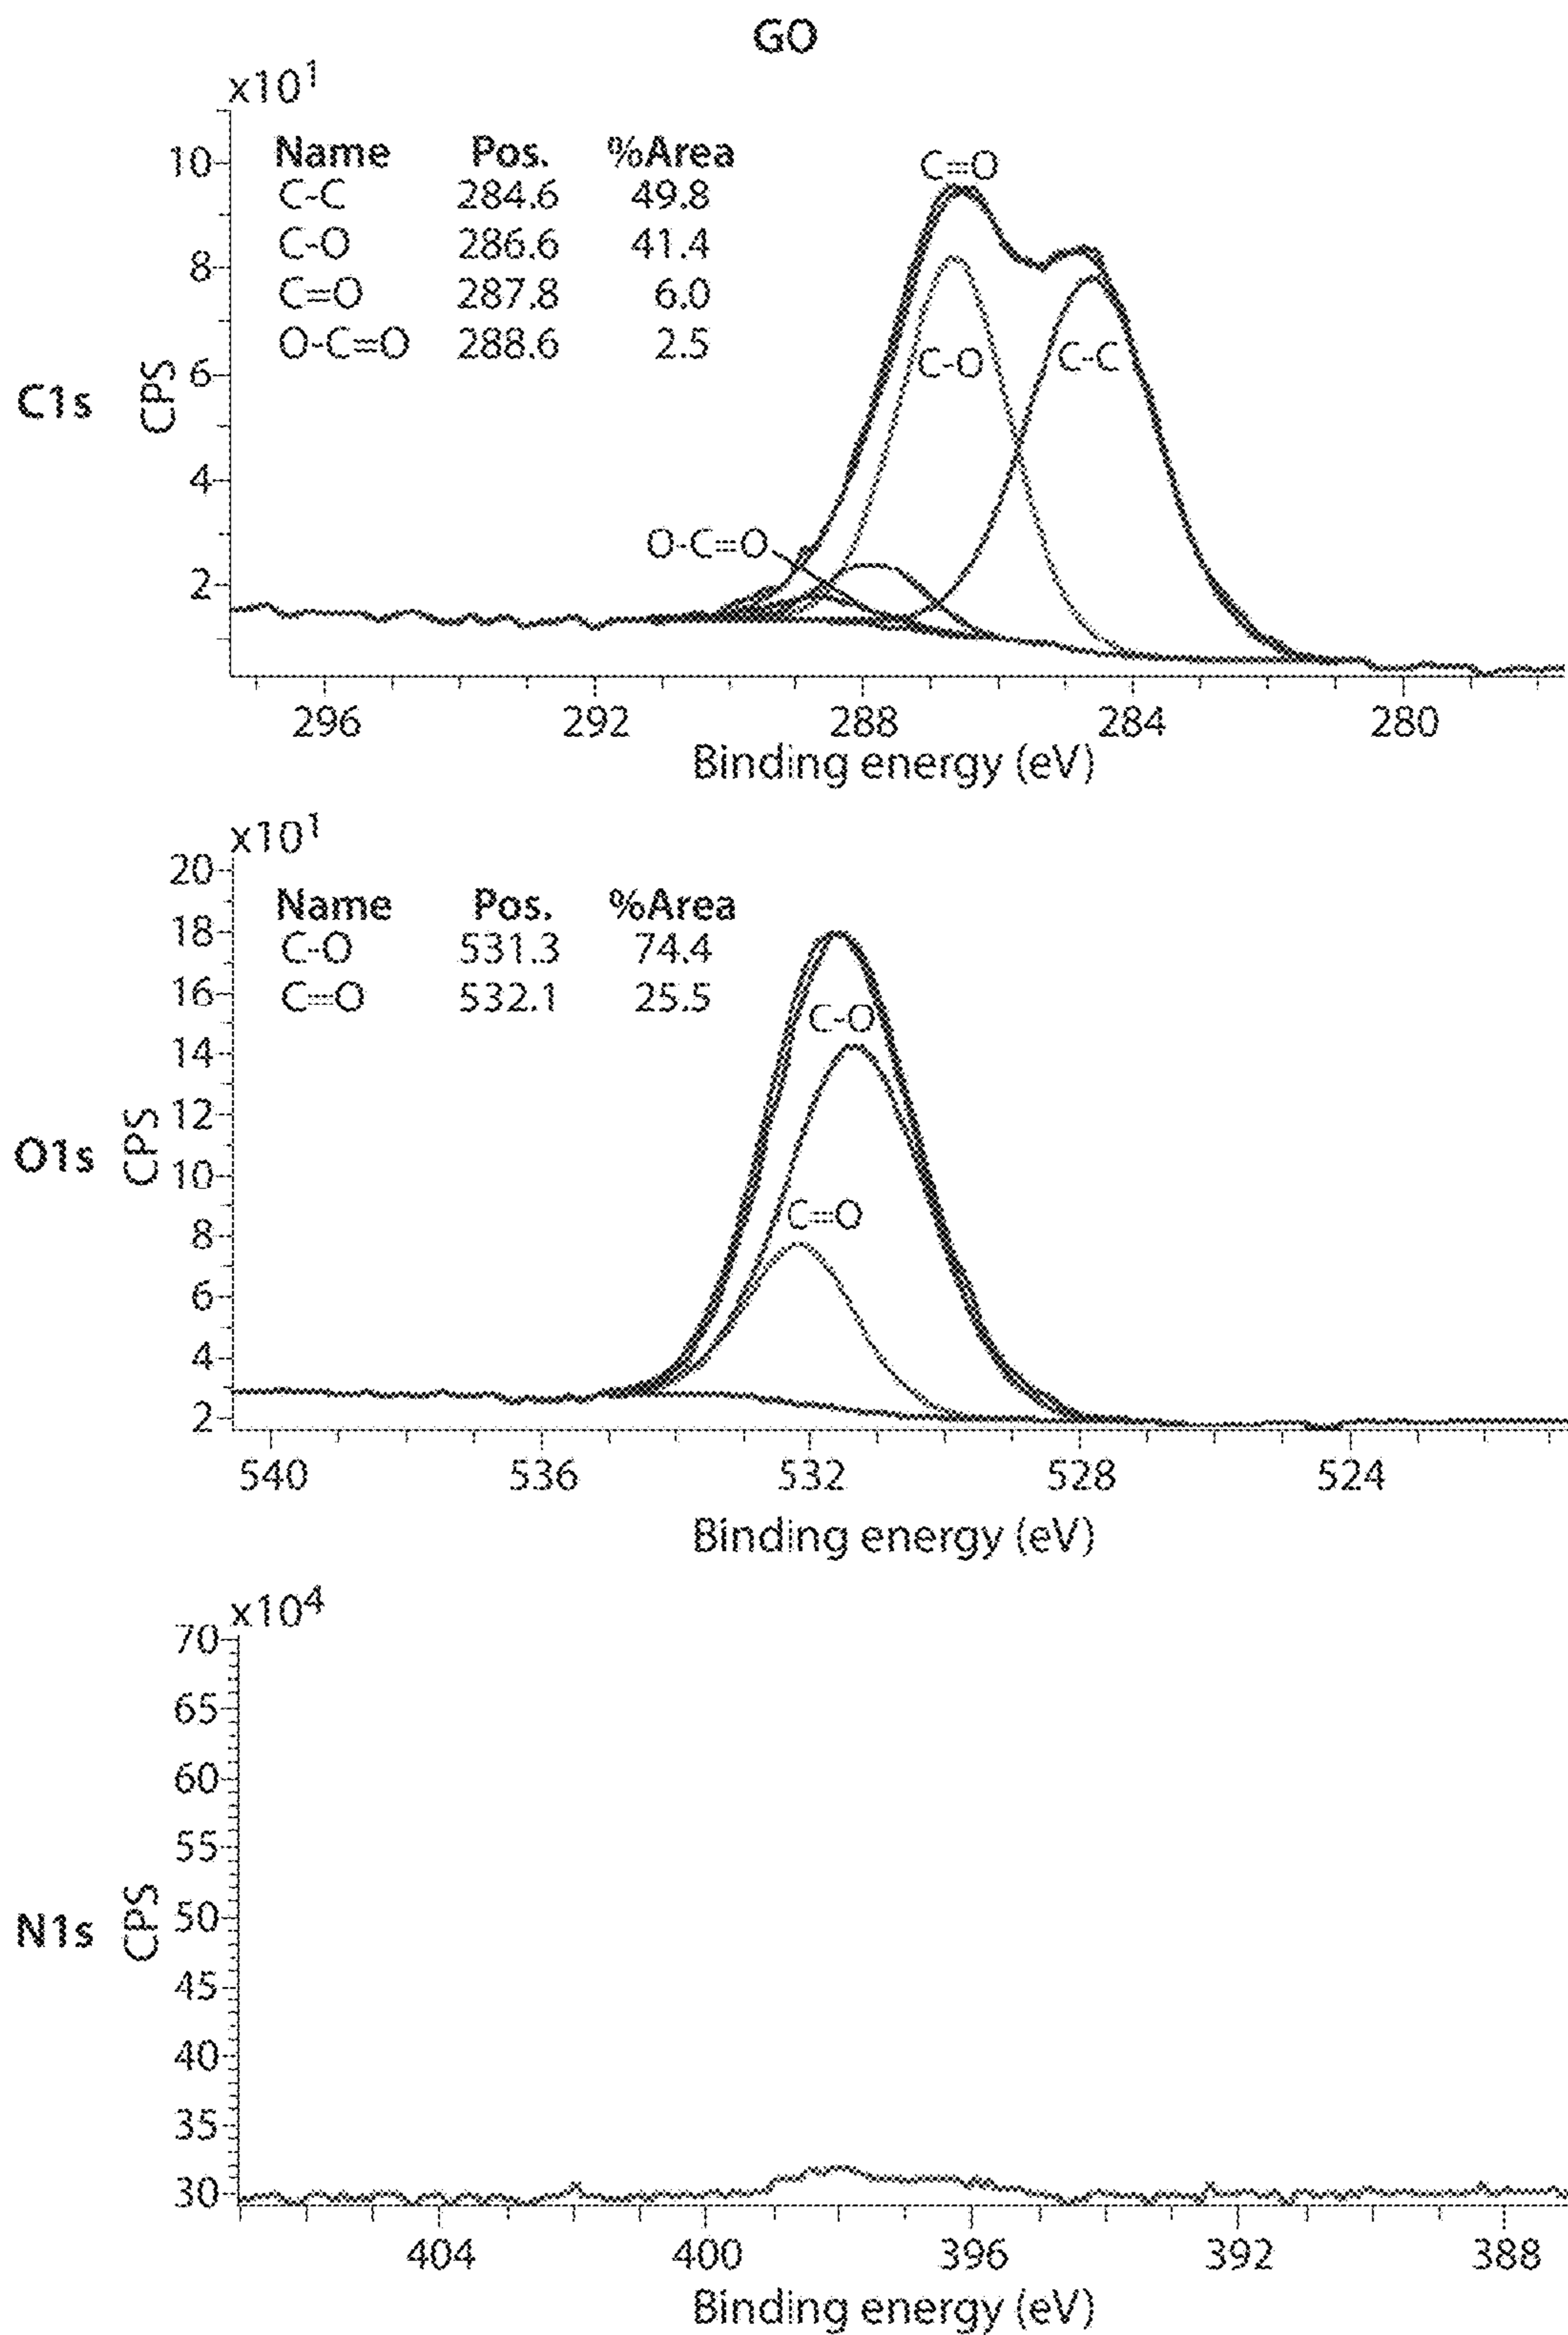 GO
x10¹
Name Pos. %Area
C-C 284.6 49.8
C-O 286.6 41.4
C=O 287.8 6.0
O-C=O 288.6 2.5
C=O
C-O
C-C
O-C=O
10
8
6
4
2
C1s
CPS
296 292 288 284 280
Binding energy (eV)
x10¹
Name Pos. %Area
C-O 531.3 74.4
C=O 532.1 25.5
C-O
C=O
20
18
16
14
12
10
8
6
4
2
O1s
CPS
540 536 532 528 524
Binding energy (eV)
x10⁴
70
65
60
55
50
45
40
35
30
N1s
CPS
404 400 396 392 388
Binding energy (eV)